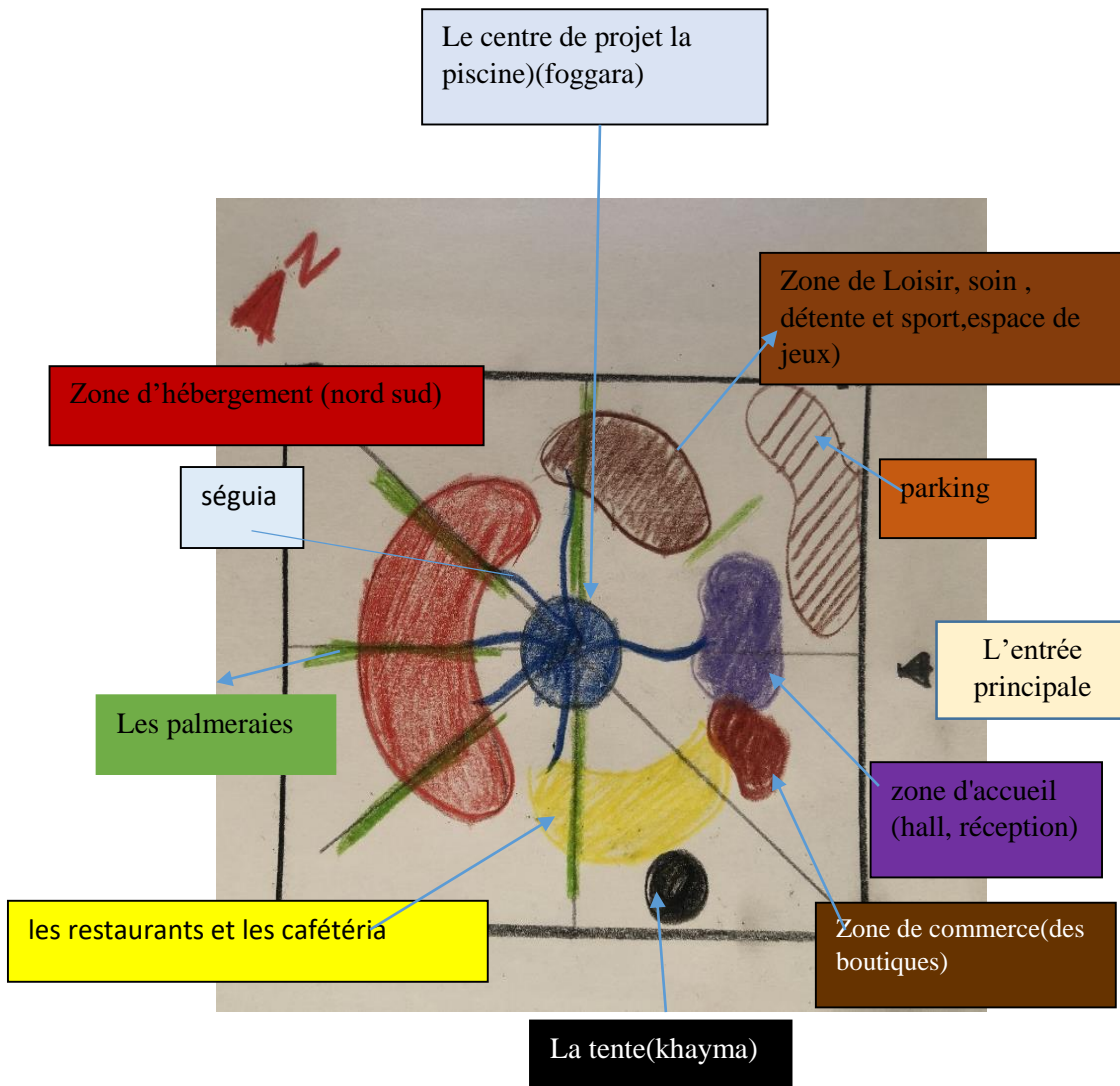 Le centre de projet la
piscine)(foggara)
N
Zone de Loisir, soin ,
détente et sport,espace de
jeux)
Zone d’hébergement (nord sud)
séguia
parking
L’entrée
principale
Les palmeraies
zone d'accueil
(hall, réception)
les restaurants et les cafétéria
Zone de commerce(des
boutiques)
La tente(khayma)